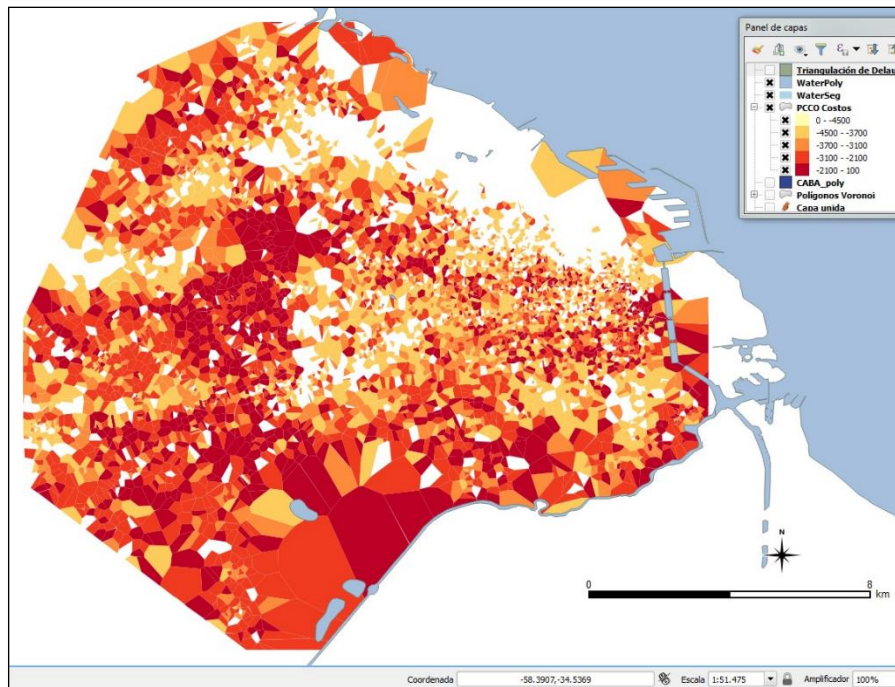 Panel de capas
Triangulación de Delau
WaterPoly
WaterSeg
PCCO Costos
0 - -4500
-4500 - -3700
-3700 - -3100
-3100 - -2100
-2100 - 100
CABA_poly
Polígonos Voronoi
Capa unida
N
0 8
km
Coordenada -58.3907,-34.5369 Escala 1:51.475 Amplificador 100%